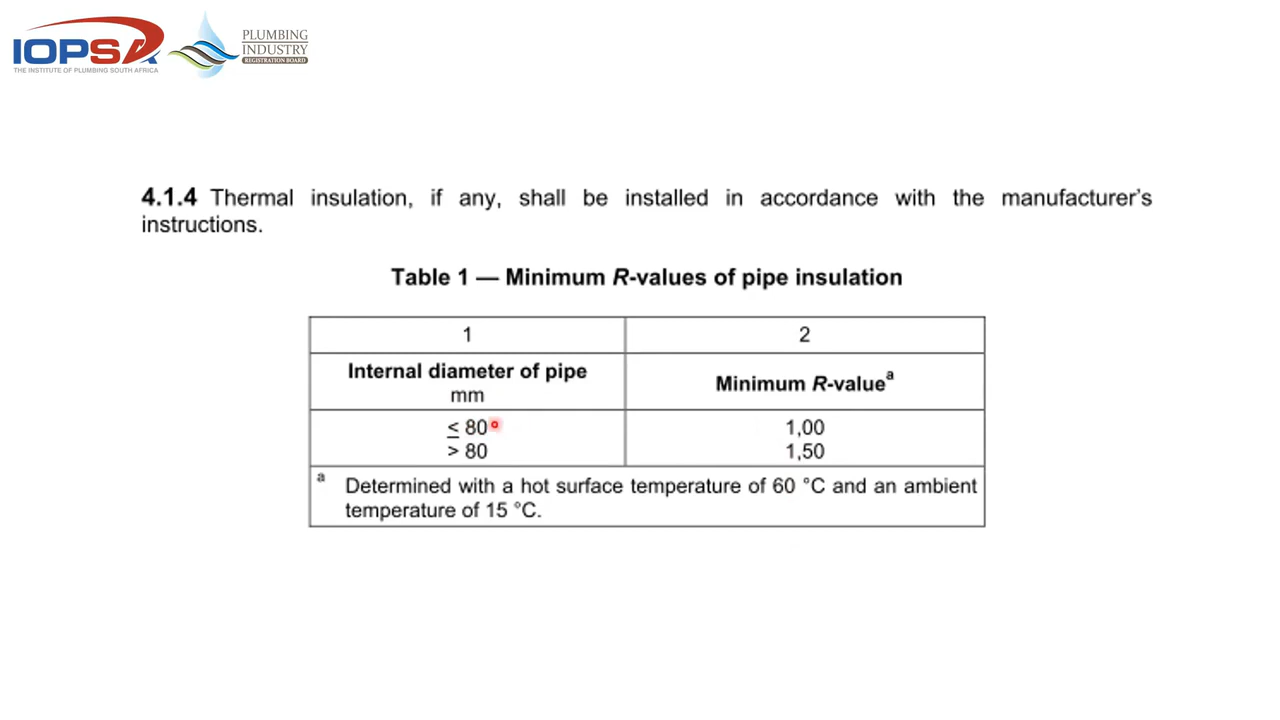 IOPSA
THE INSTITUTE OF PLUMBING SOUTH AFRICA
PLUMBING
INDUSTRY
REGISTRATION BOARD
4.1.4 Thermal insulation, if any, shall be installed in accordance with the manufacturer's
instructions.
Table 1 — Minimum R-values of pipe insulation
1 2
Internal diameter of pipe
mm
Minimum R-valueᵃ
≤ 80 1,00
> 80 1,50
ᵃ Determined with a hot surface temperature of 60 °C and an ambient
temperature of 15 °C.